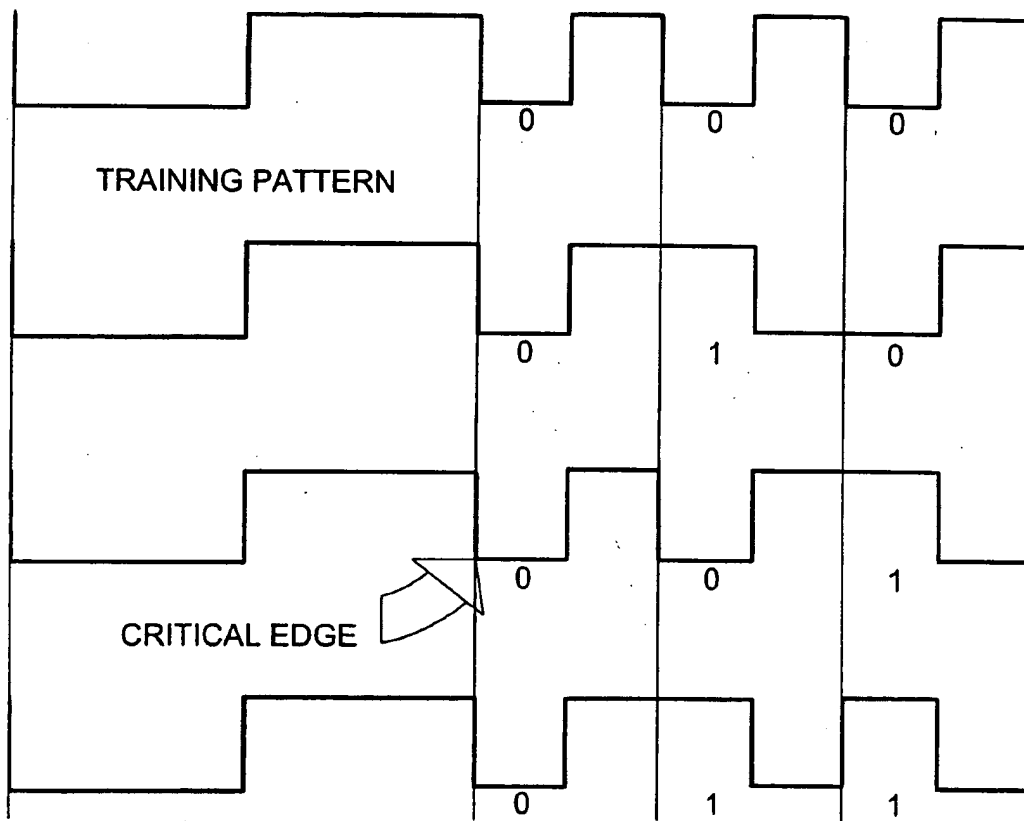 0 0 0
TRAINING PATTERN
0 1 0
0 0 1
CRITICAL EDGE
0 1 1